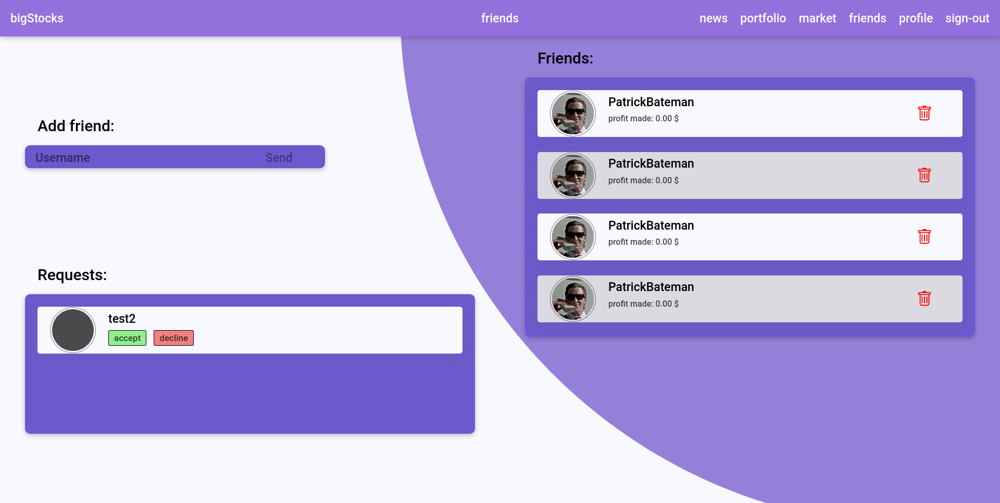 bigStocks
friends
news portfolio market friends profile sign-out
Add friend:
Username Send
Requests:
test2
accept decline
Friends:
PatrickBateman
profit made: 0.00 $
PatrickBateman
profit made: 0.00 $
PatrickBateman
profit made: 0.00 $
PatrickBateman
profit made: 0.00 $